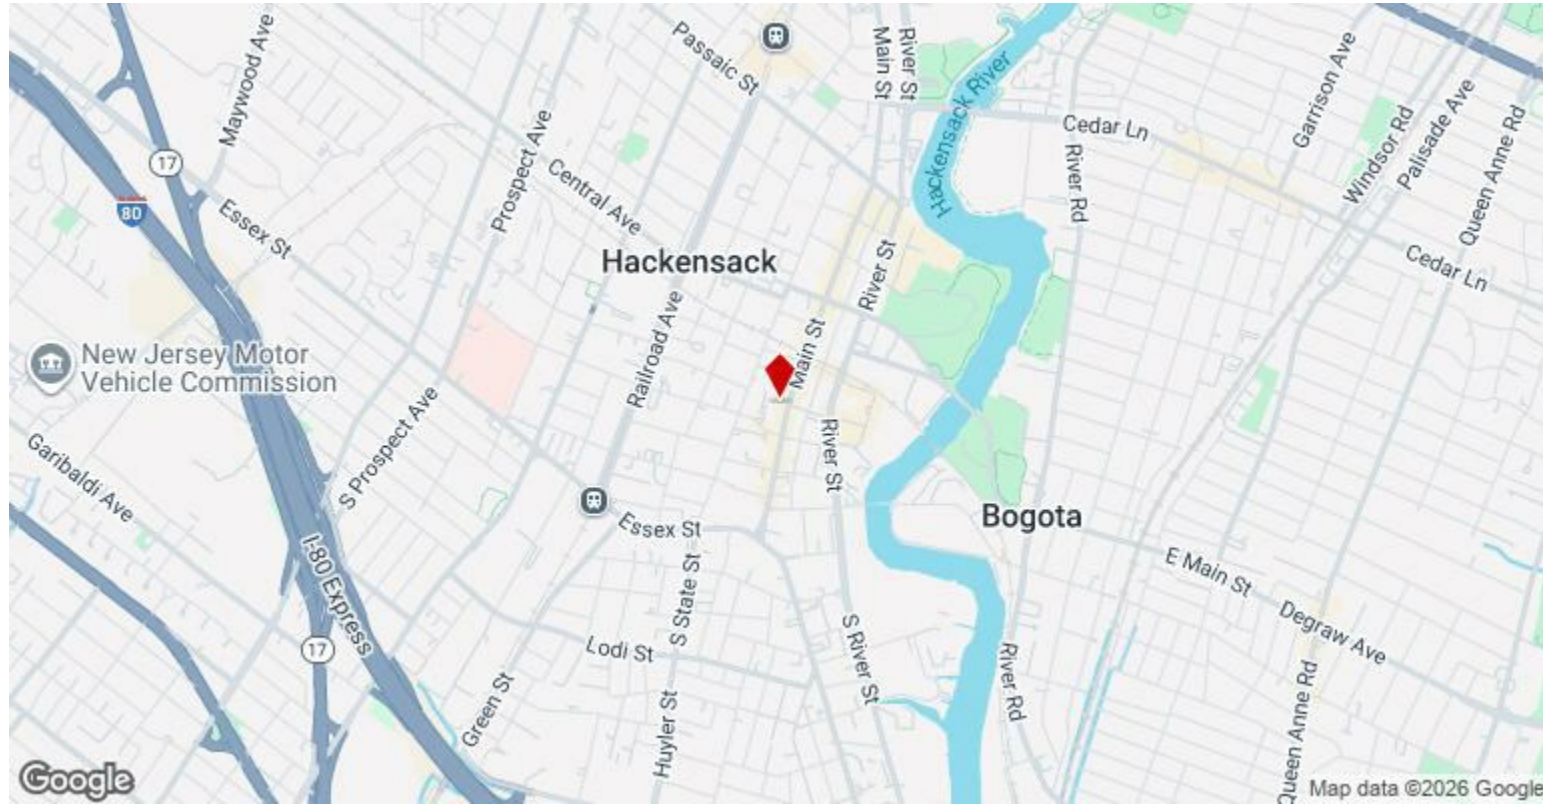 Maywood Ave
Passaic St
Main St
River St
Garrison Ave
Cedar Ln
Windsor Rd
Palisade Ave
Queen Anne Rd
17
80
Essex St
Prospect Ave
Central Ave
Hackensack River
River Rd
Cedar Ln
Hackensack
River St
Railroad Ave
Main St
New Jersey Motor
Vehicle Commission
S Prospect Ave
Garibaldi Ave
River St
Bogota
Essex St
I-80 Express
E Main St
S State St
Degraw Ave
17
Lodi St
S River St
River Rd
Green St
Huyler St
Queen Anne Rd
Google
Map data ©2026 Google